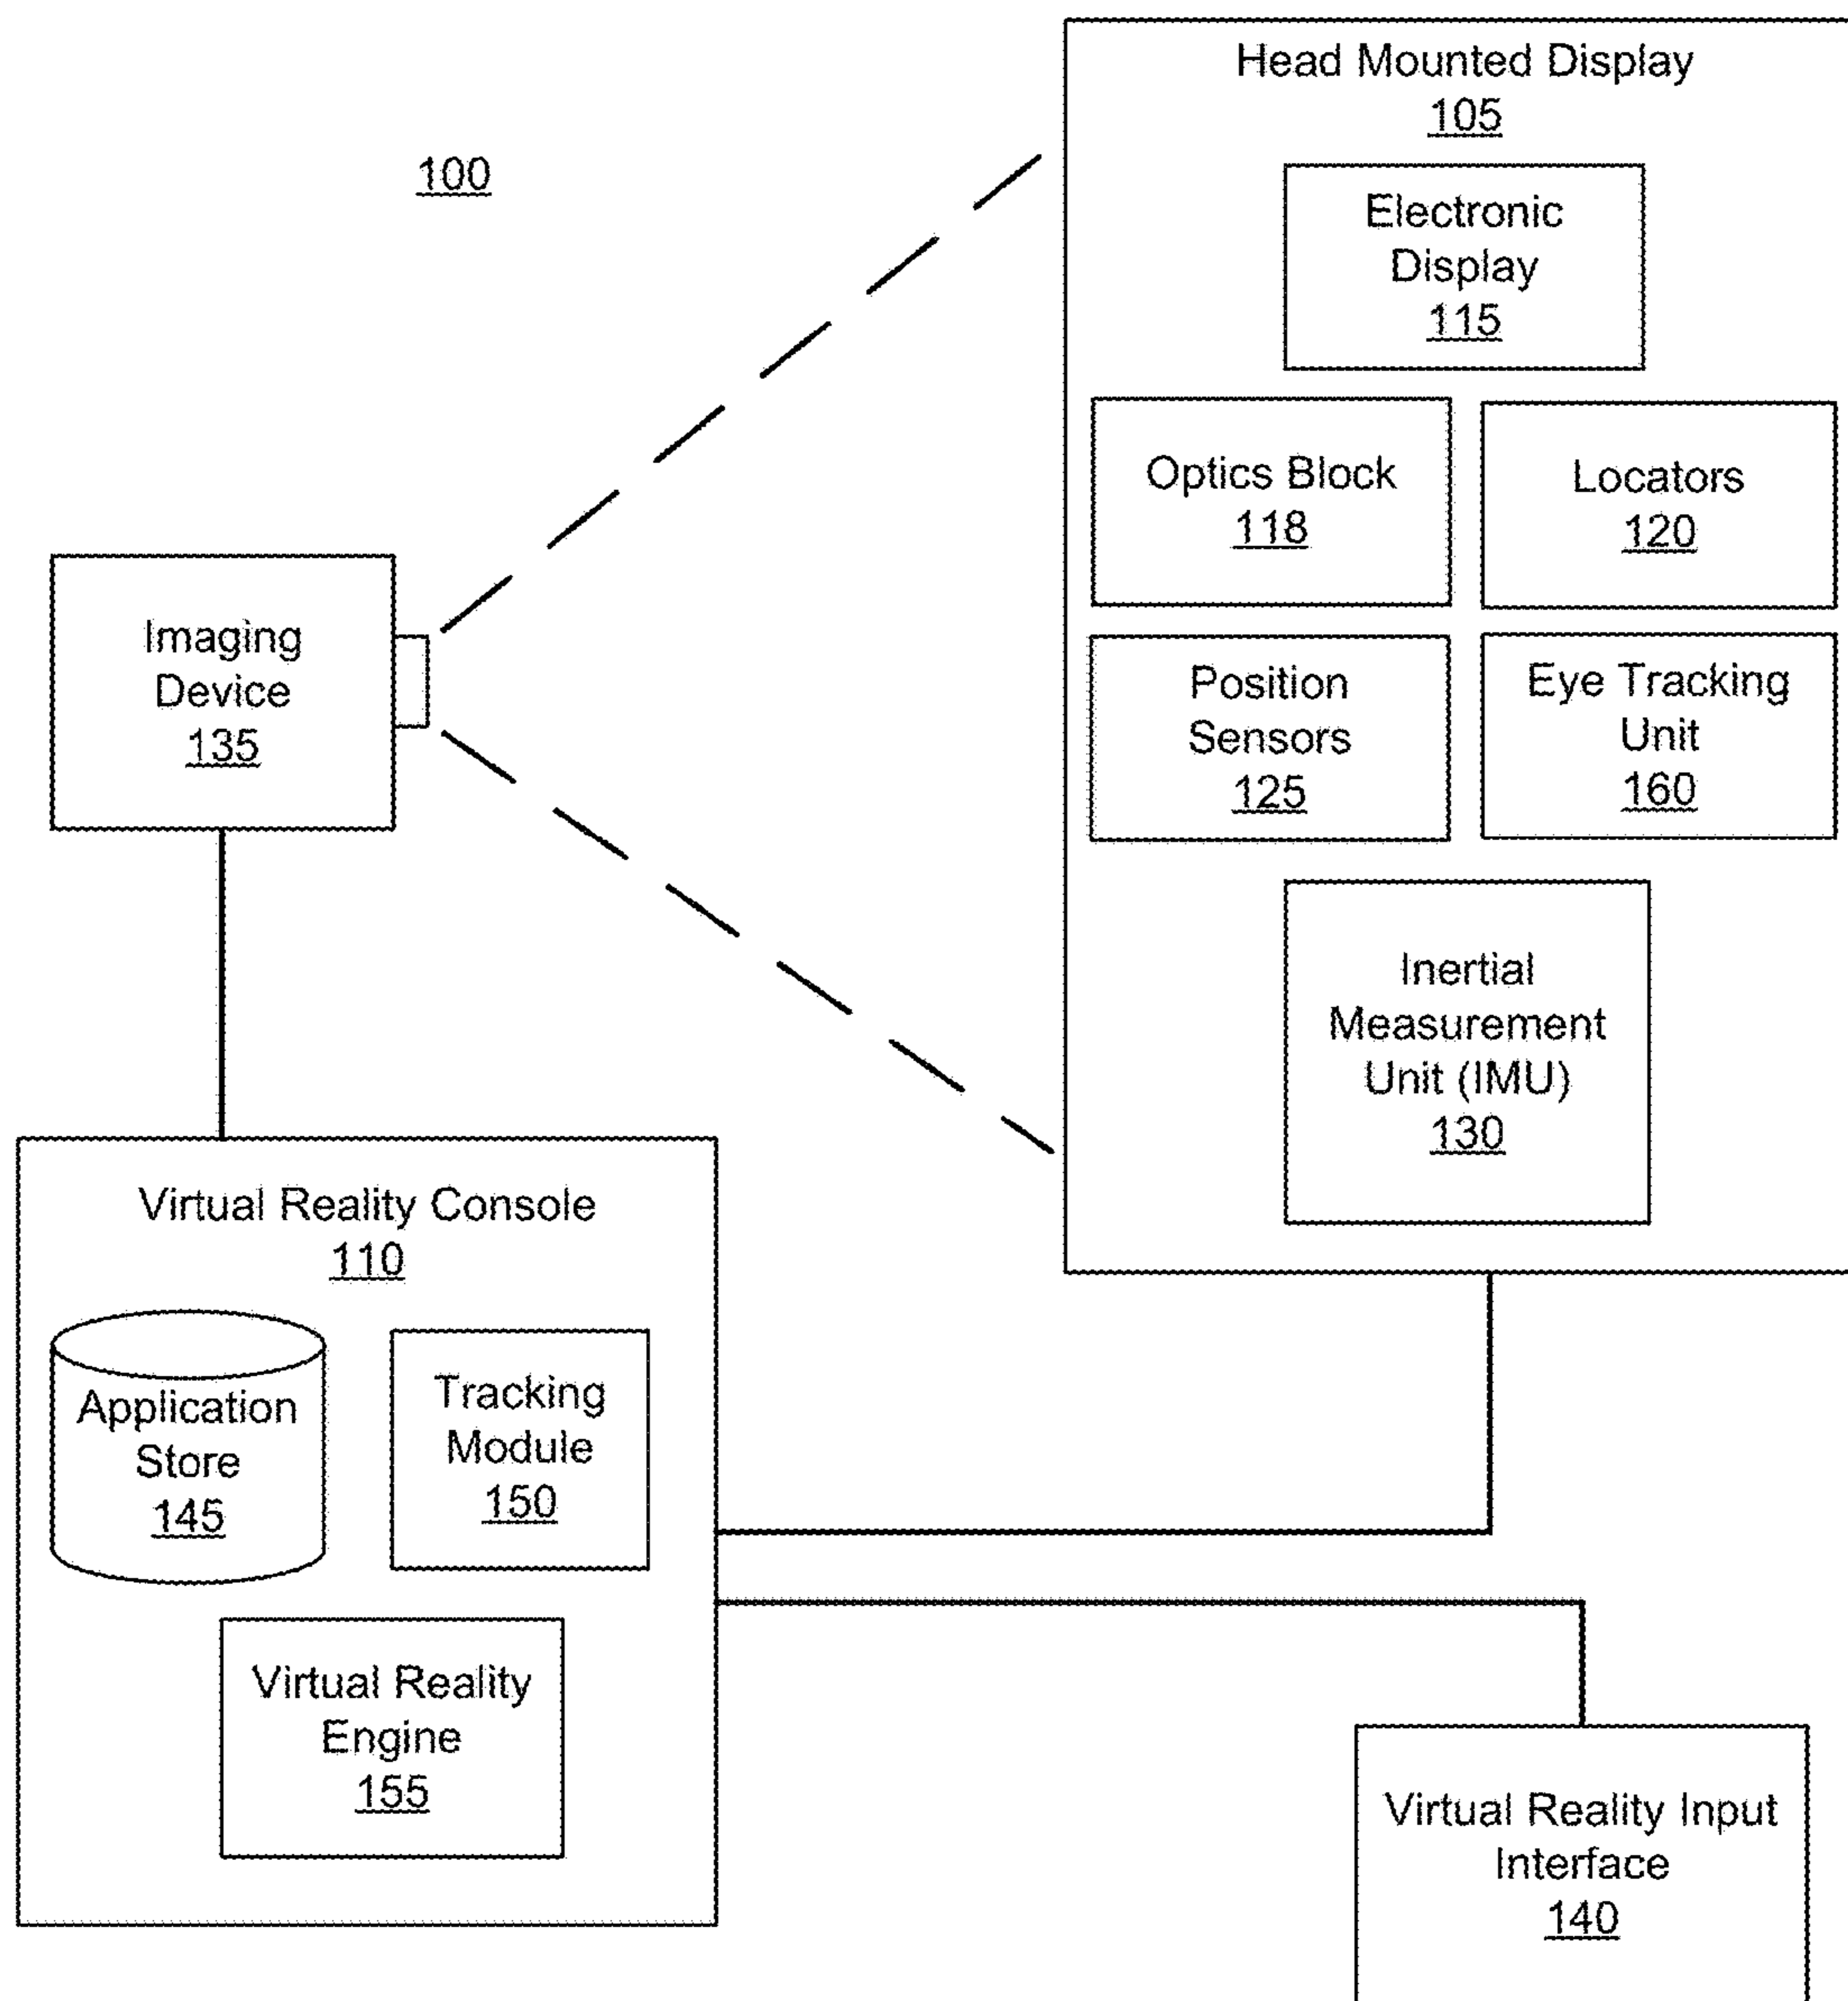 100
Head Mounted Display
105
Electronic
Display
115
Optics Block
118
Locators
120
Position
Sensors
125
Eye Tracking
Unit
160
Inertial
Measurement
Unit (IMU)
130
Imaging
Device
135
Virtual Reality Console
110
Application
Store
145
Tracking
Module
150
Virtual Reality
Engine
155
Virtual Reality Input
Interface
140